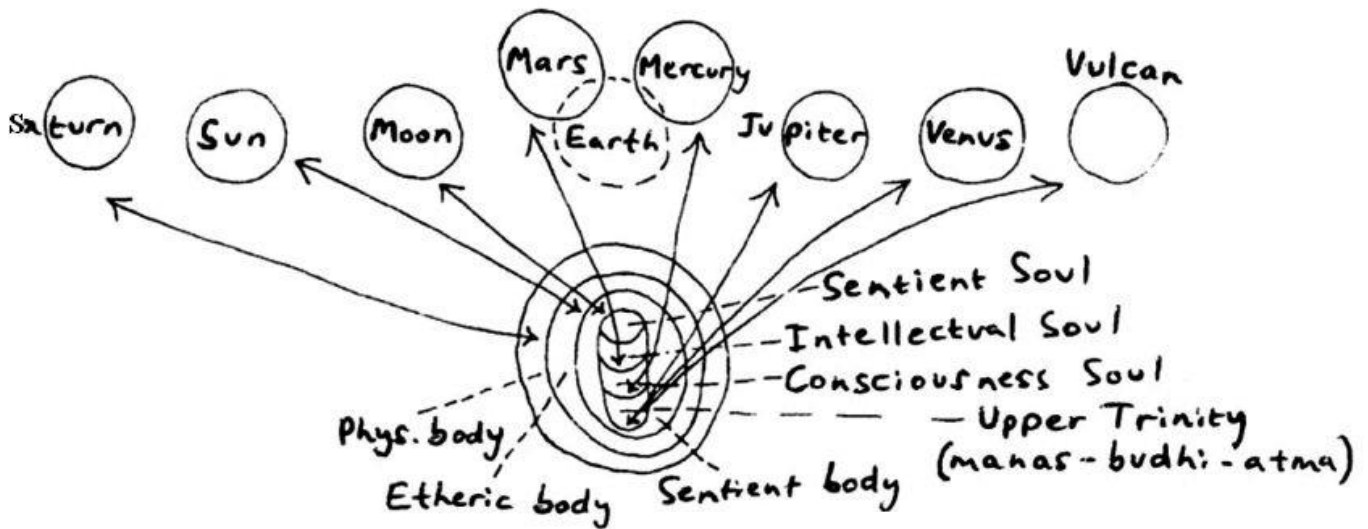 Saturn
Sun
Moon
Mars
Mercury
Earth
Jupiter
Venus
Vulcan
Sentient Soul
Intellectual Soul
Consciousness Soul
Upper Trinity
(manas - budhi - atma)
Phys. body
Etheric body
Sentient body